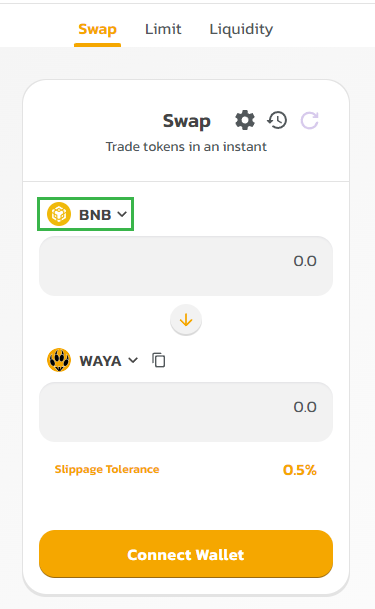 Swap Limit Liquidity
Swap
Trade tokens in an instant
BNB
0.0
WAYA
0.0
Slippage Tolerance 0.5%
Connect Wallet